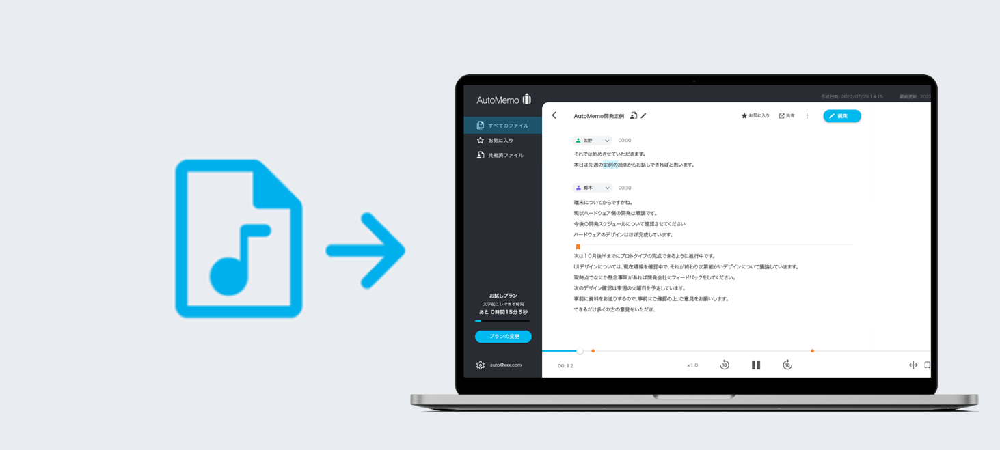 AutoMemo
作成日時: 2022/07/29 14:15
最終更新: 2022
すべてのファイル
お気に入り
共有済ファイル
AutoMemo開発定例
お気に入り
共有
編集
佐野 00:00
それでは始めさせていただきます。
本日は先週の定例の続きからお話しできればと思います。
鈴木 00:30
端末についてからですかね。
現状ハードウェア側の開発は順調です。
今後の開発スケジュールについて確認させてください
ハードウェアのデザインはほぼ完成しています。
次は10月後半までにプロトタイプの完成できるように進行中です。
UIデザインについては、現在導線を確認中で、それが終わり次第細かいデザインについて議論していきます。
現時点でなにか懸念事項があれば開発会社にフィードバックをしてください。
次のデザイン確認は来週の火曜日を予定しています。
事前に資料をお送りするので、事前にご確認の上、ご意見をお願いします。
できるだけ多くの方の意見をいただき、
お試しプラン
文字起こしできる時間
あと 0時間15分5秒
プランの変更
auto@xxx.com
00:12
×1.0
10
10